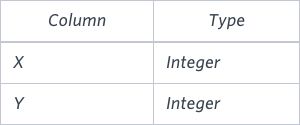 Column Type
X Integer
Y Integer